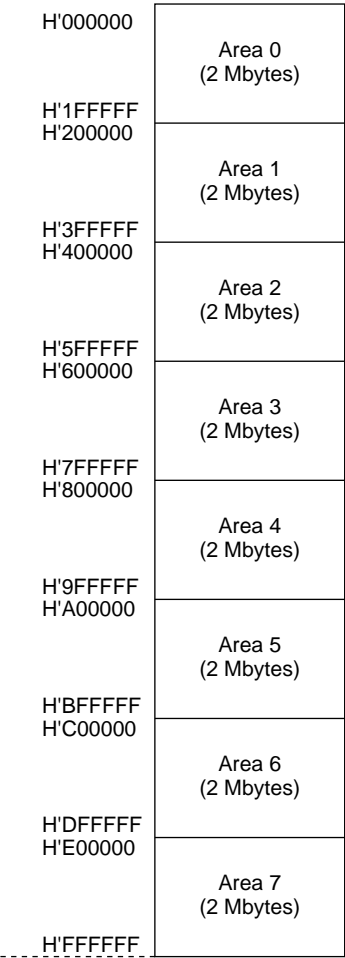 H'000000
Area 0
(2 Mbytes)
H'1FFFFF
H'200000
Area 1
(2 Mbytes)
H'3FFFFF
H'400000
Area 2
(2 Mbytes)
H'5FFFFF
H'600000
Area 3
(2 Mbytes)
H'7FFFFF
H'800000
Area 4
(2 Mbytes)
H'9FFFFF
H'A00000
Area 5
(2 Mbytes)
H'BFFFFF
H'C00000
Area 6
(2 Mbytes)
H'DFFFFF
H'E00000
Area 7
(2 Mbytes)
H'FFFFFF